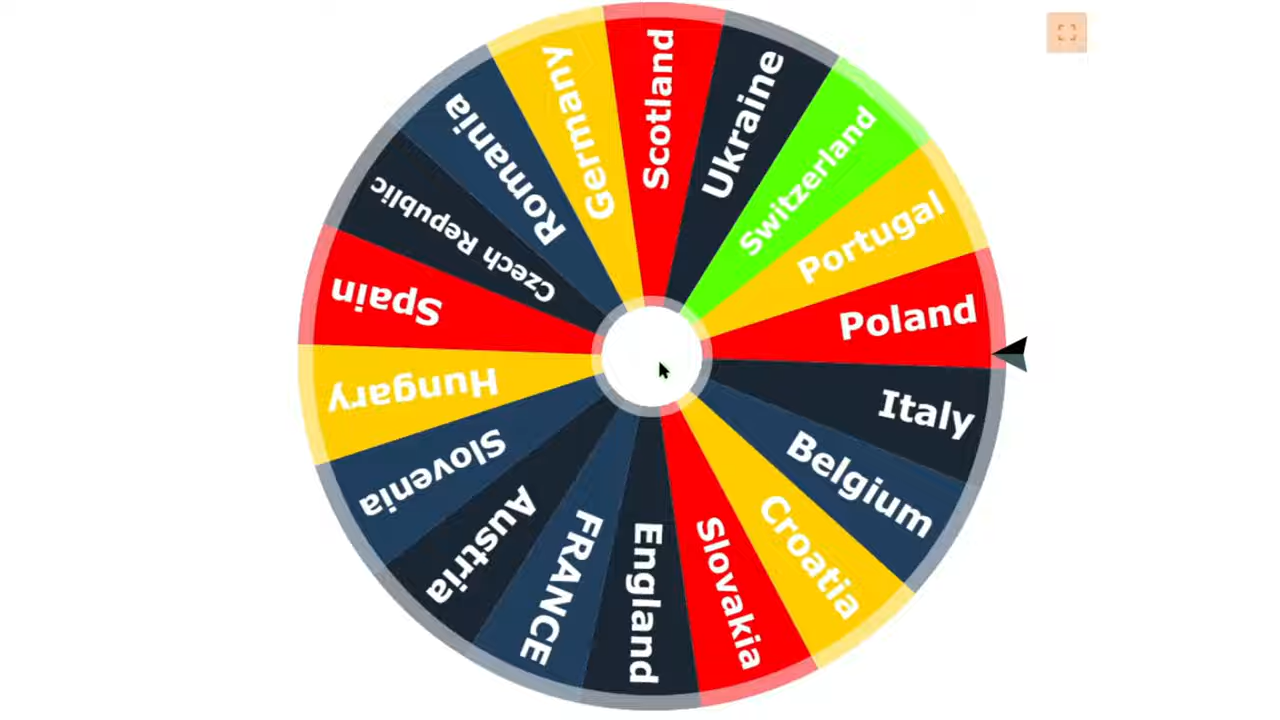 Scotland
Ukraine
Switzerland
Portugal
Poland
Italy
Belgium
Croatia
Slovakia
England
FRANCE
Austria
Slovenia
Hungary
Spain
Czech Republic
Romania
Germany